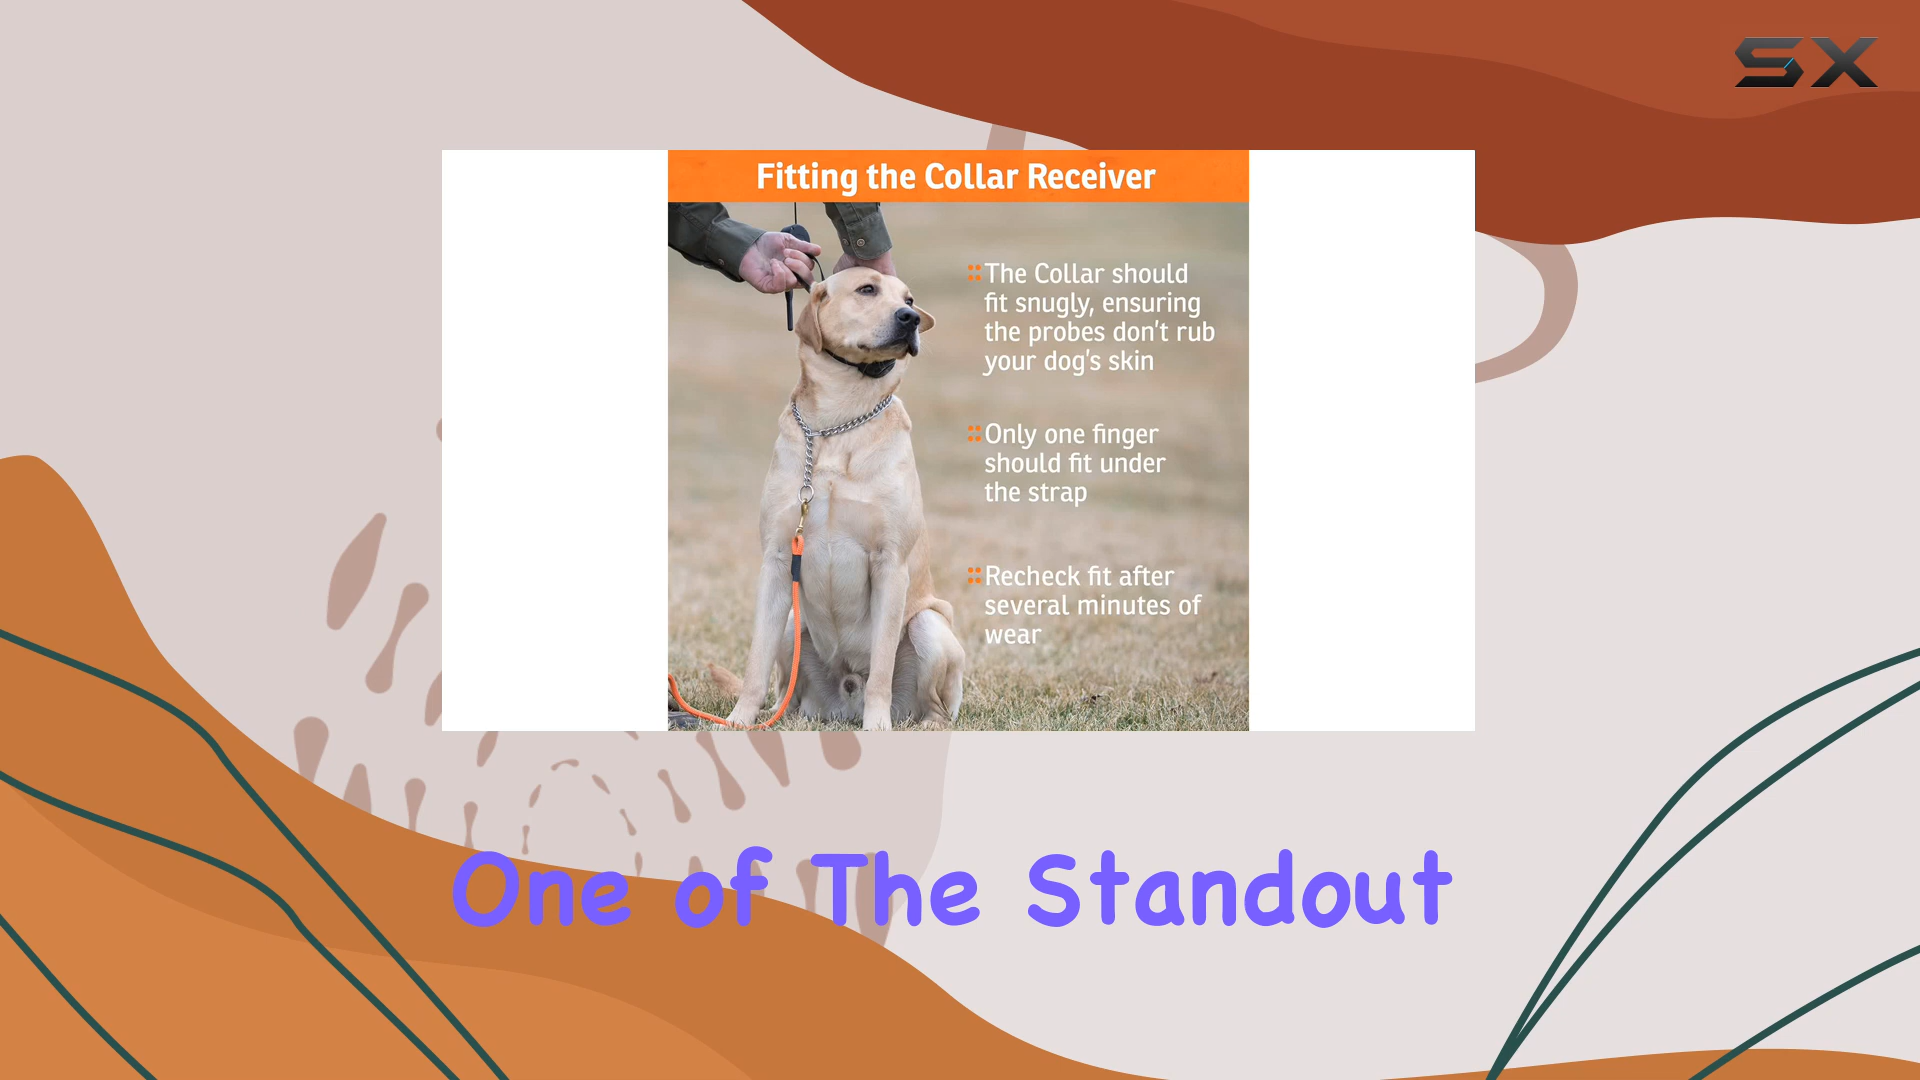 SX
Fitting the Collar Receiver
The Collar should
fit snugly, ensuring
the probes don't rub
your dog's skin
Only one finger
should fit under
the strap
Recheck fit after
several minutes of
wear
One of The Standout